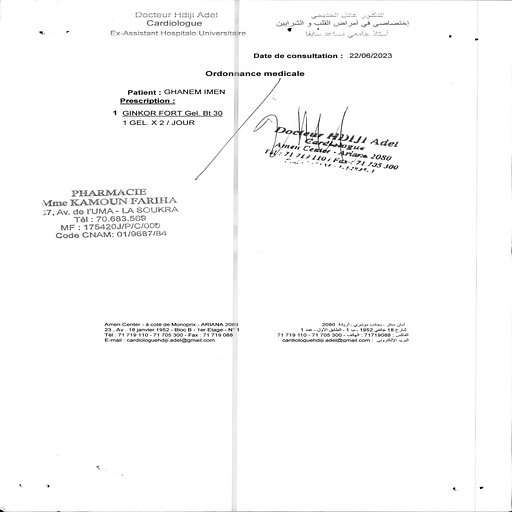 Docteur Hdiji Adel
Cardiologue
Ex-Assistant Hospitalo Universitaire
الدكتور عادل الحديجي
إختصاصي في أمراض القلب و الشرايين
أستاذ جامعي مساعد سابقا
Date de consultation : 22/06/2023
Ordonnance medicale
Patient : GHANEM IMEN
Prescription :
1 GINKOR FORT Gel. Bt 30
1 GEL. X 2 / JOUR
Docteur HDIJI Adel
Cardiologue
Amen Center - Ariana 2080
Tél : 71 719 110 / Fax : 71 705 300
PHARMACIE
Mme KAMOUN FARIHA
37, Av. de l'UMA - LA SOUKRA
Tél : 70.683.569
MF : 175420J/P/C/000
Code CNAM: 01/9687/84
Amen Center - à coté de Monoprix - ARIANA 2080
23 , Av . 18 janvier 1952 - Bloc B - 1er Etage - N° 1
Tél : 71 719 110 - 71 705 300 - 71 719 088
E-mail : cardiologuehdiji.adel@gmail.com
أمان سنتر - بجانب مونبري - أريانة 2080
شارع 18 جانفي 1952 - ب 1 - الطابق الأول - عدد 1
الهاتف : 300 705 71 - 110 719 71 الفاكس : 71719088
البريد الإلكتروني : cardiologuehdiji.adel@gmail.com